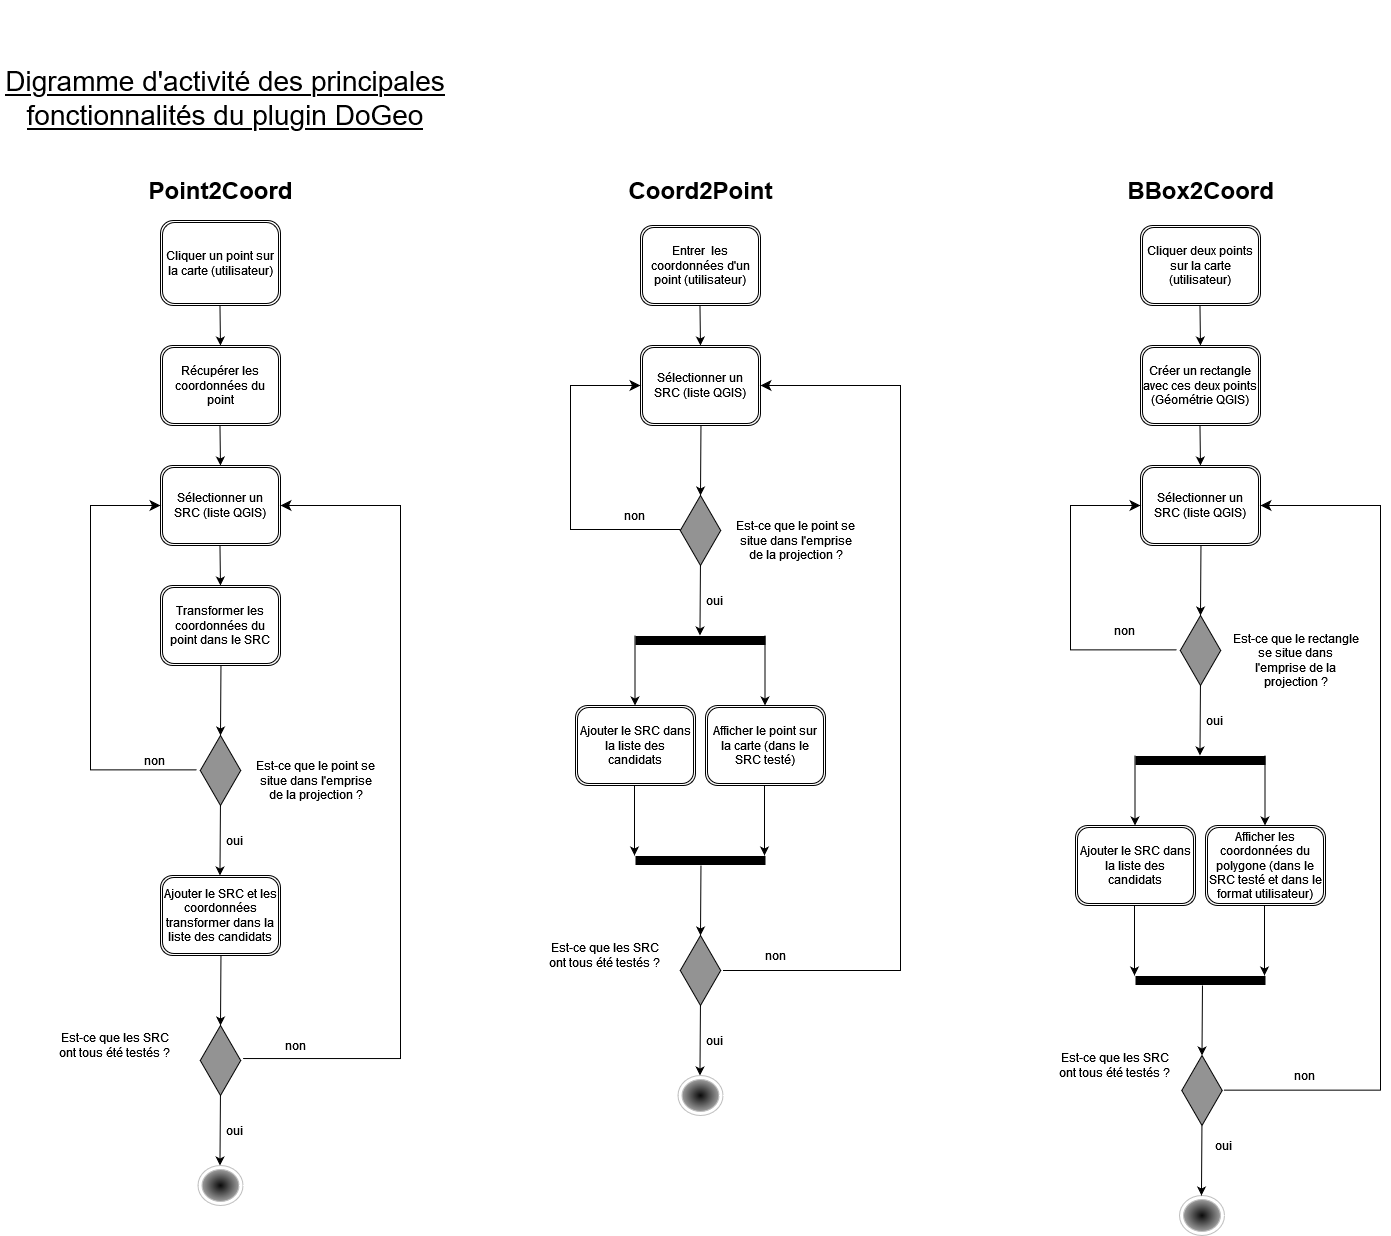 Digramme d'activité des principales
fonctionnalités du plugin DoGeo
Point2Coord
Cliquer un point sur
la carte (utilisateur)
Récupérer les
coordonnées du
point
Sélectionner un
SRC (liste QGIS)
Transformer les
coordonnées du
point dans le SRC
non
Est-ce que le point se
situe dans l'emprise
de la projection ?
oui
Ajouter le SRC et les
coordonnées
transformer dans la
liste des candidats
Est-ce que les SRC
ont tous été testés ?
non
oui
Coord2Point
Entrer les
coordonnées d'un
point (utilisateur)
Sélectionner un
SRC (liste QGIS)
non
Est-ce que le point se
situe dans l'emprise
de la projection ?
oui
Ajouter le SRC dans
la liste des
candidats
Afficher le point sur
la carte (dans le
SRC testé)
Est-ce que les SRC
ont tous été testés ?
non
oui
BBox2Coord
Cliquer deux points
sur la carte
(utilisateur)
Créer un rectangle
avec ces deux points
(Géométrie QGIS)
Sélectionner un
SRC (liste QGIS)
non
Est-ce que le rectangle
se situe dans
l'emprise de la
projection ?
oui
Ajouter le SRC dans
la liste des
candidats
Afficher les
coordonnées du
polygone (dans le
SRC testé et dans le
format utilisateur)
Est-ce que les SRC
ont tous été testés ?
non
oui